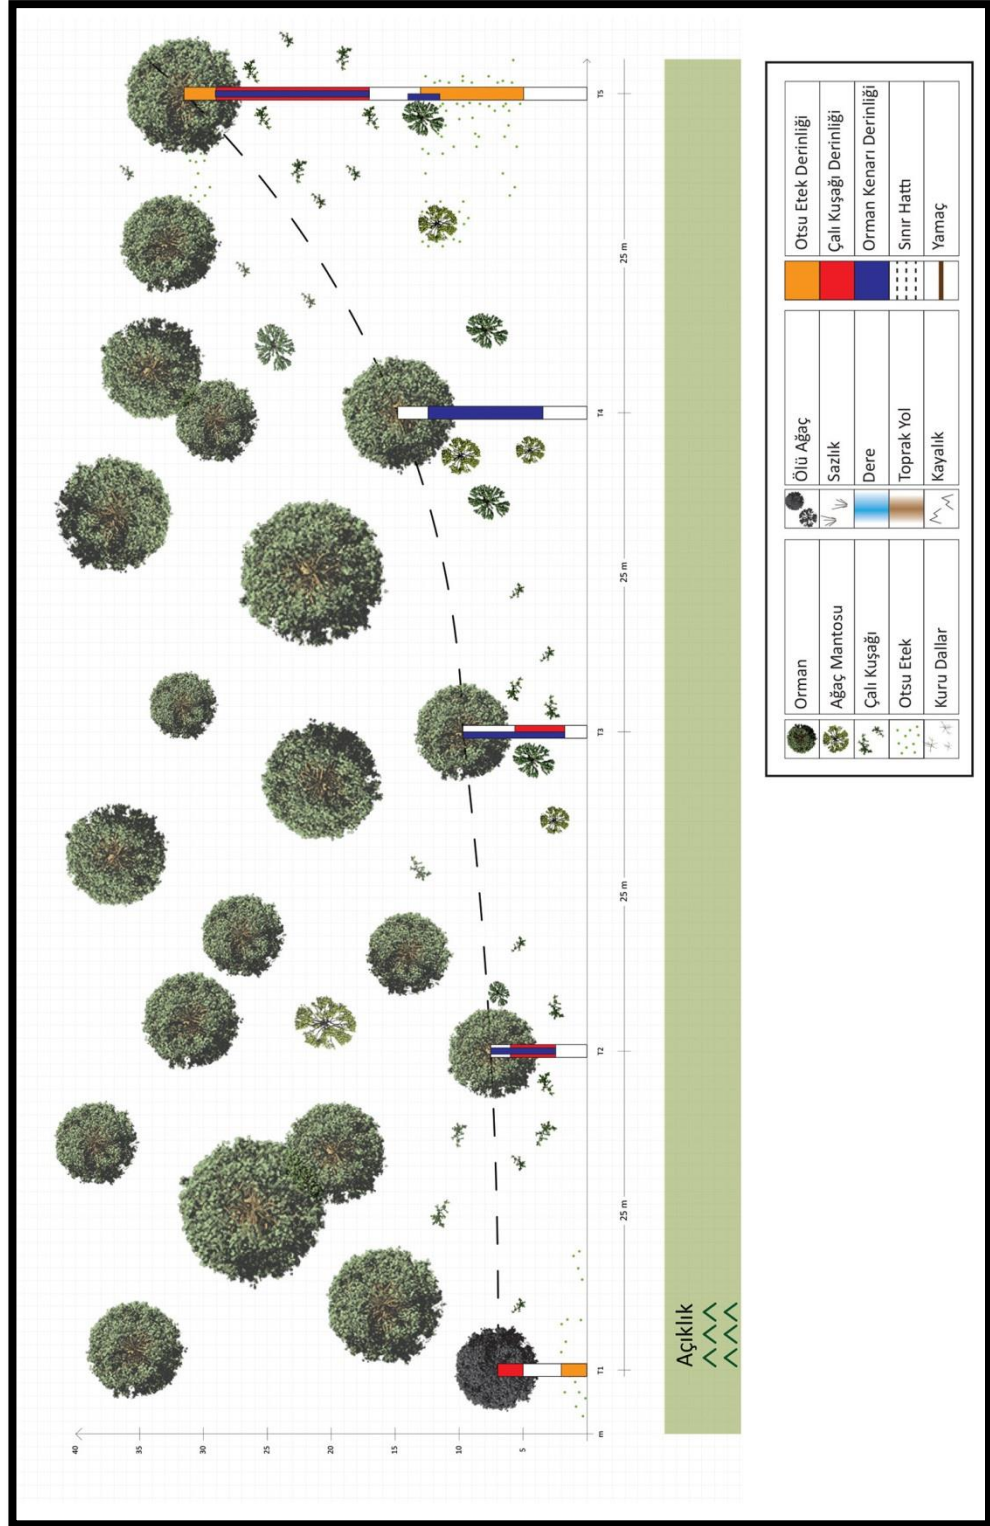 40
35
30
25
20
15
10
5
m
T1
T2
T3
T4
T5
25 m
25 m
25 m
25 m
Açıklık
Orman
Ağaç Mantosu
Çalı Kuşağı
Otsu Etek
Kuru Dallar
Ölü Ağaç
Sazlık
Dere
Toprak Yol
Kayalık
Otsu Etek Derinliği
Çalı Kuşağı Derinliği
Orman Kenarı Derinliği
Sınır Hattı
Yamaç